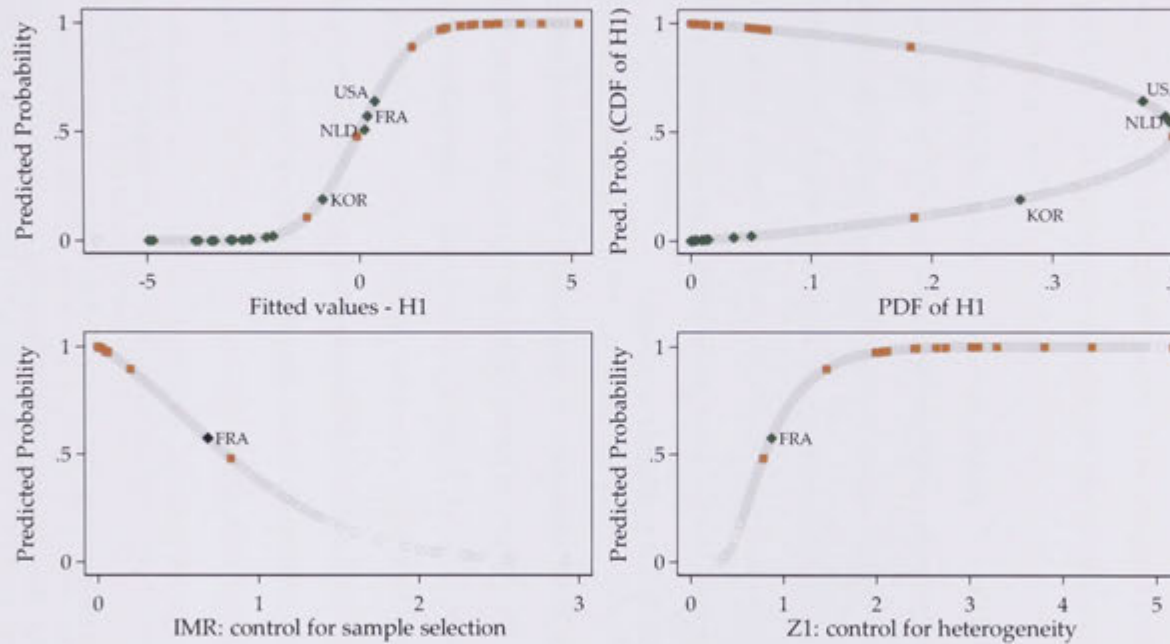 Predicted Probability
1
.5
0
USA
FRA
NLD
KOR
-5
0
5
Fitted values - H1
Pred. Prob. (CDF of H1)
1
.5
0
NLD
KOR
0
.1
.2
.3
PDF of H1
Predicted Probability
1
.5
0
FRA
0
1
2
3
IMR: control for sample selection
Predicted Probability
1
.5
0
FRA
0
1
2
3
4
5
Z1: control for heterogeneity